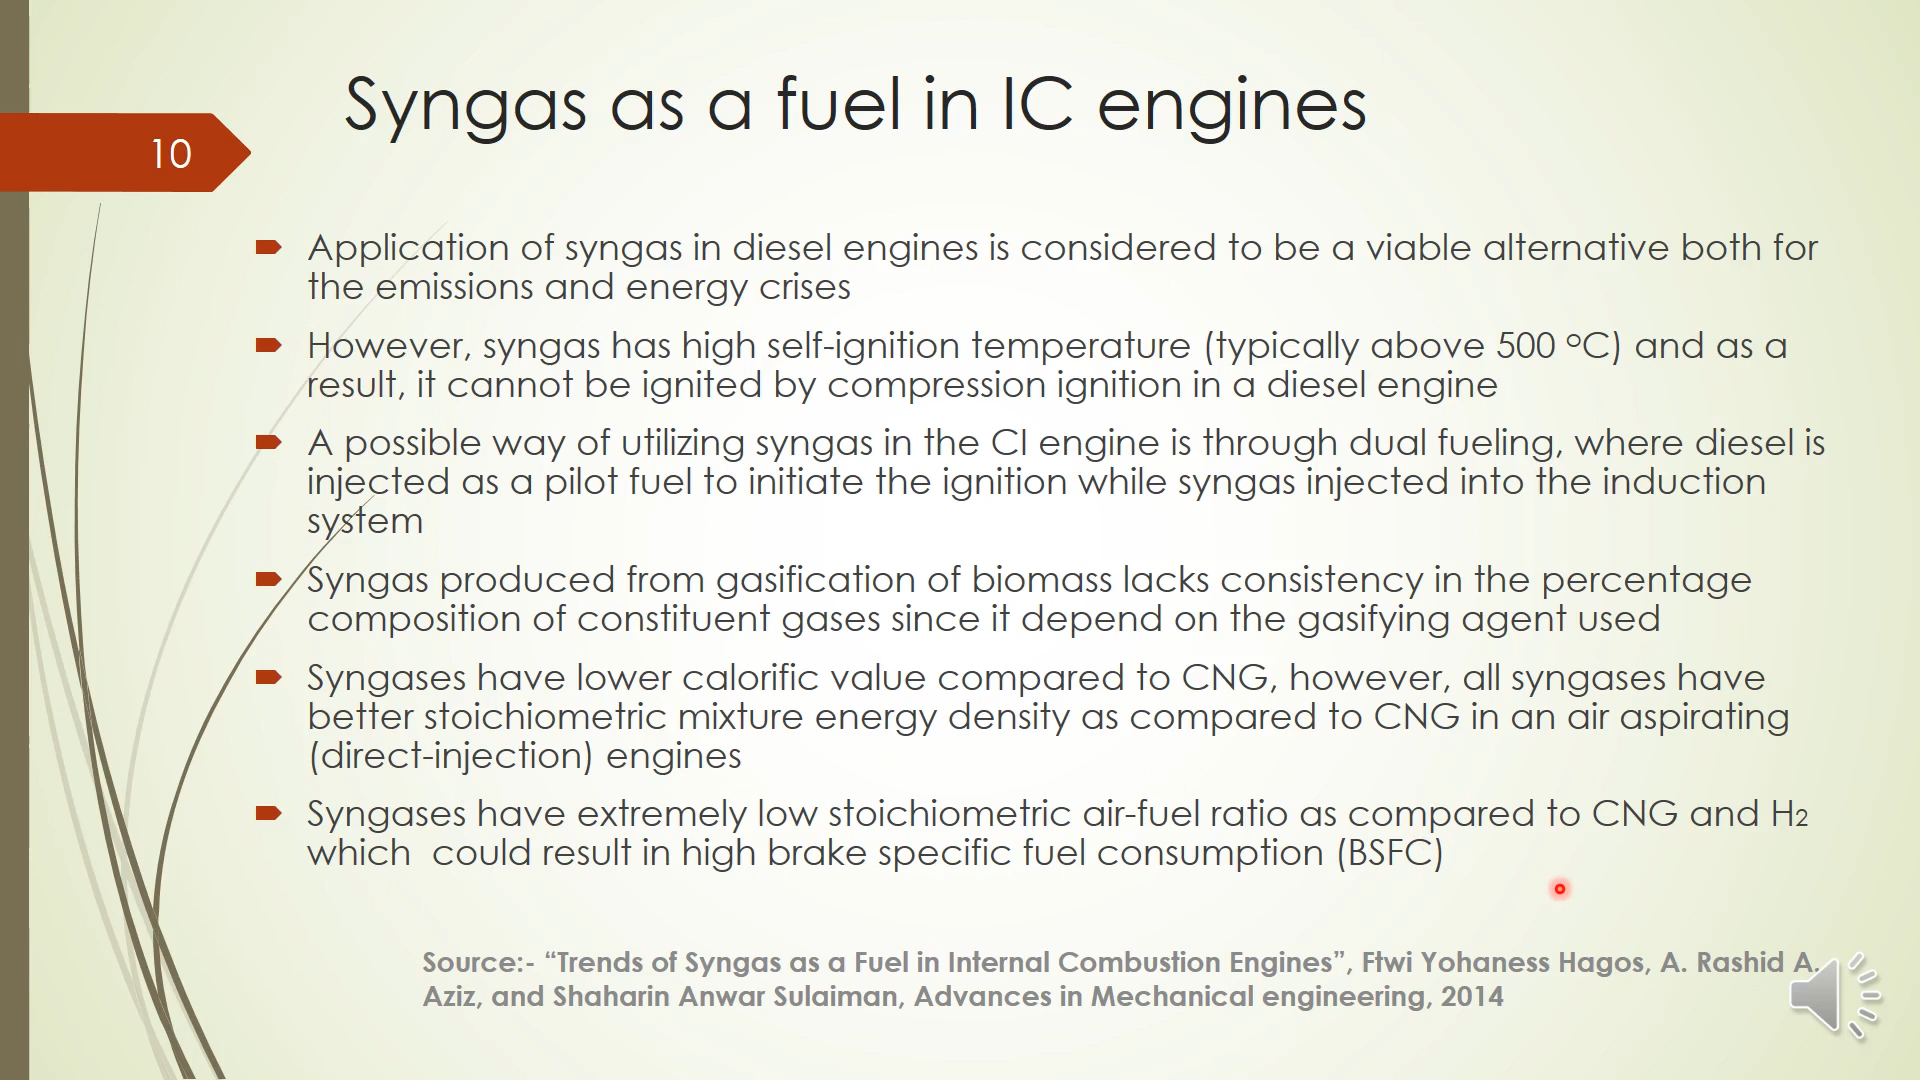 Syngas as a fuel in IC engines
10
Application of syngas in diesel engines is considered to be a viable alternative both for
the emissions and energy crises
However, syngas has high self-ignition temperature (typically above 500 ᵒC) and as a
result, it cannot be ignited by compression ignition in a diesel engine
A possible way of utilizing syngas in the CI engine is through dual fueling, where diesel is
injected as a pilot fuel to initiate the ignition while syngas injected into the induction
system
Syngas produced from gasification of biomass lacks consistency in the percentage
composition of constituent gases since it depend on the gasifying agent used
Syngases have lower calorific value compared to CNG, however, all syngases have
better stoichiometric mixture energy density as compared to CNG in an air aspirating
(direct-injection) engines
Syngases have extremely low stoichiometric air-fuel ratio as compared to CNG and H₂
which could result in high brake specific fuel consumption (BSFC)
Source:- “Trends of Syngas as a Fuel in Internal Combustion Engines”, Ftwi Yohaness Hagos, A. Rashid A.
Aziz, and Shaharin Anwar Sulaiman, Advances in Mechanical engineering, 2014